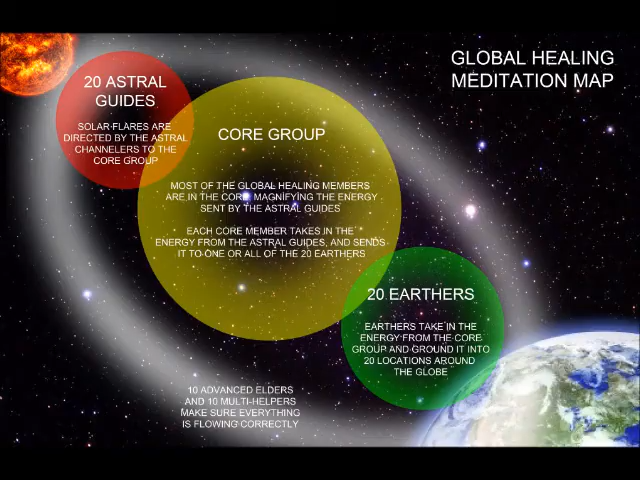 GLOBAL HEALING
MEDITATION MAP
20 ASTRAL
GUIDES
SOLAR FLARES ARE
DIRECTED BY THE ASTRAL
CHANNELERS TO THE
CORE GROUP
CORE GROUP
MOST OF THE GLOBAL HEALING MEMBERS
ARE IN THE CORE, MAGNIFYING THE ENERGY
SENT BY THE ASTRAL GUIDES
EACH CORE MEMBER TAKES IN THE
ENERGY FROM THE ASTRAL GUIDES, AND SENDS
IT TO ONE OR ALL OF THE 20 EARTHERS
20 EARTHERS
EARTHERS TAKE IN THE
ENERGY FROM THE CORE
GROUP AND GROUND IT INTO
20 LOCATIONS AROUND
THE GLOBE
10 ADVANCED ELDERS
AND 10 MULTI-HELPERS
MAKE SURE EVERYTHING
IS FLOWING CORRECTLY